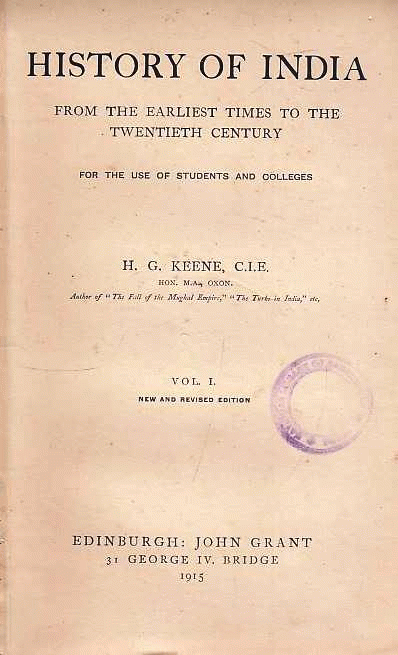 HISTORY OF INDIA
FROM THE EARLIEST TIMES TO THE
TWENTIETH CENTURY
FOR THE USE OF STUDENTS AND COLLEGES
H. G. KEENE, C.I.E.
HON. M.A., OXON.
Author of "The Fall of the Mughal Empire," "The Turks in India," etc.
VOL. I.
NEW AND REVISED EDITION
EDINBURGH: JOHN GRANT
31 GEORGE IV. BRIDGE
1915